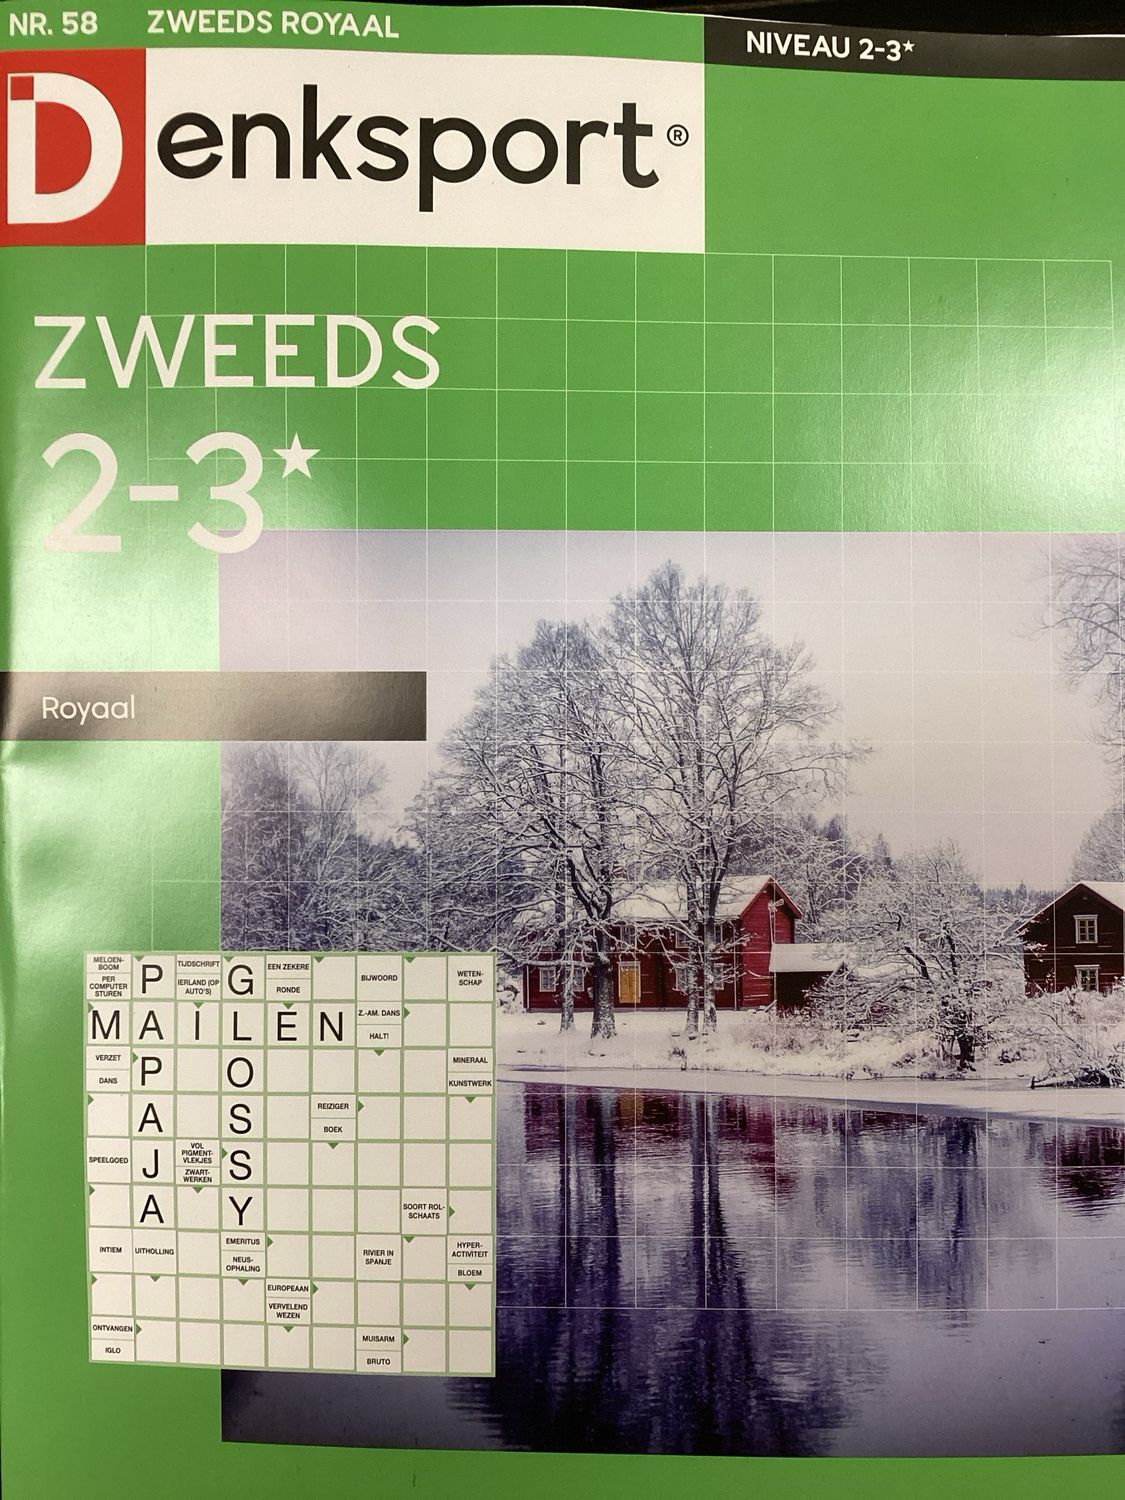 NR. 58 ZWEEDS ROYAAL
NIVEAU 2-3★
Denksport®
ZWEEDS
2-3★
Royaal
MELOEN-
BOOM
PER
COMPUTER
STUREN
P
TIJDSCHRIFT
IERLAND (OP
AUTO'S)
G
EEN ZEKERE
RONDE
BIJWOORD
WETEN-
SCHAP
M A I L E N
Z.-AM. DANS
HALT!
VERZET
DANS
P
O
MINERAAL
KUNSTWERK
A
S
REIZIGER
BOEK
SPEELGOED
J
VOL
PIGMENT-
VLEKJES
ZWART-
WERKEN
S
A
Y
SOORT ROL-
SCHAATS
INTIEM
UITHOLLING
EMERITUS
NEUS-
OPHALING
RIVIER IN
SPANJE
HYPER-
ACTIVITEIT
BLOEM
EUROPEAAN
VERVELEND
WEZEN
ONTVANGEN
IGLO
MUISARM
BRUTO